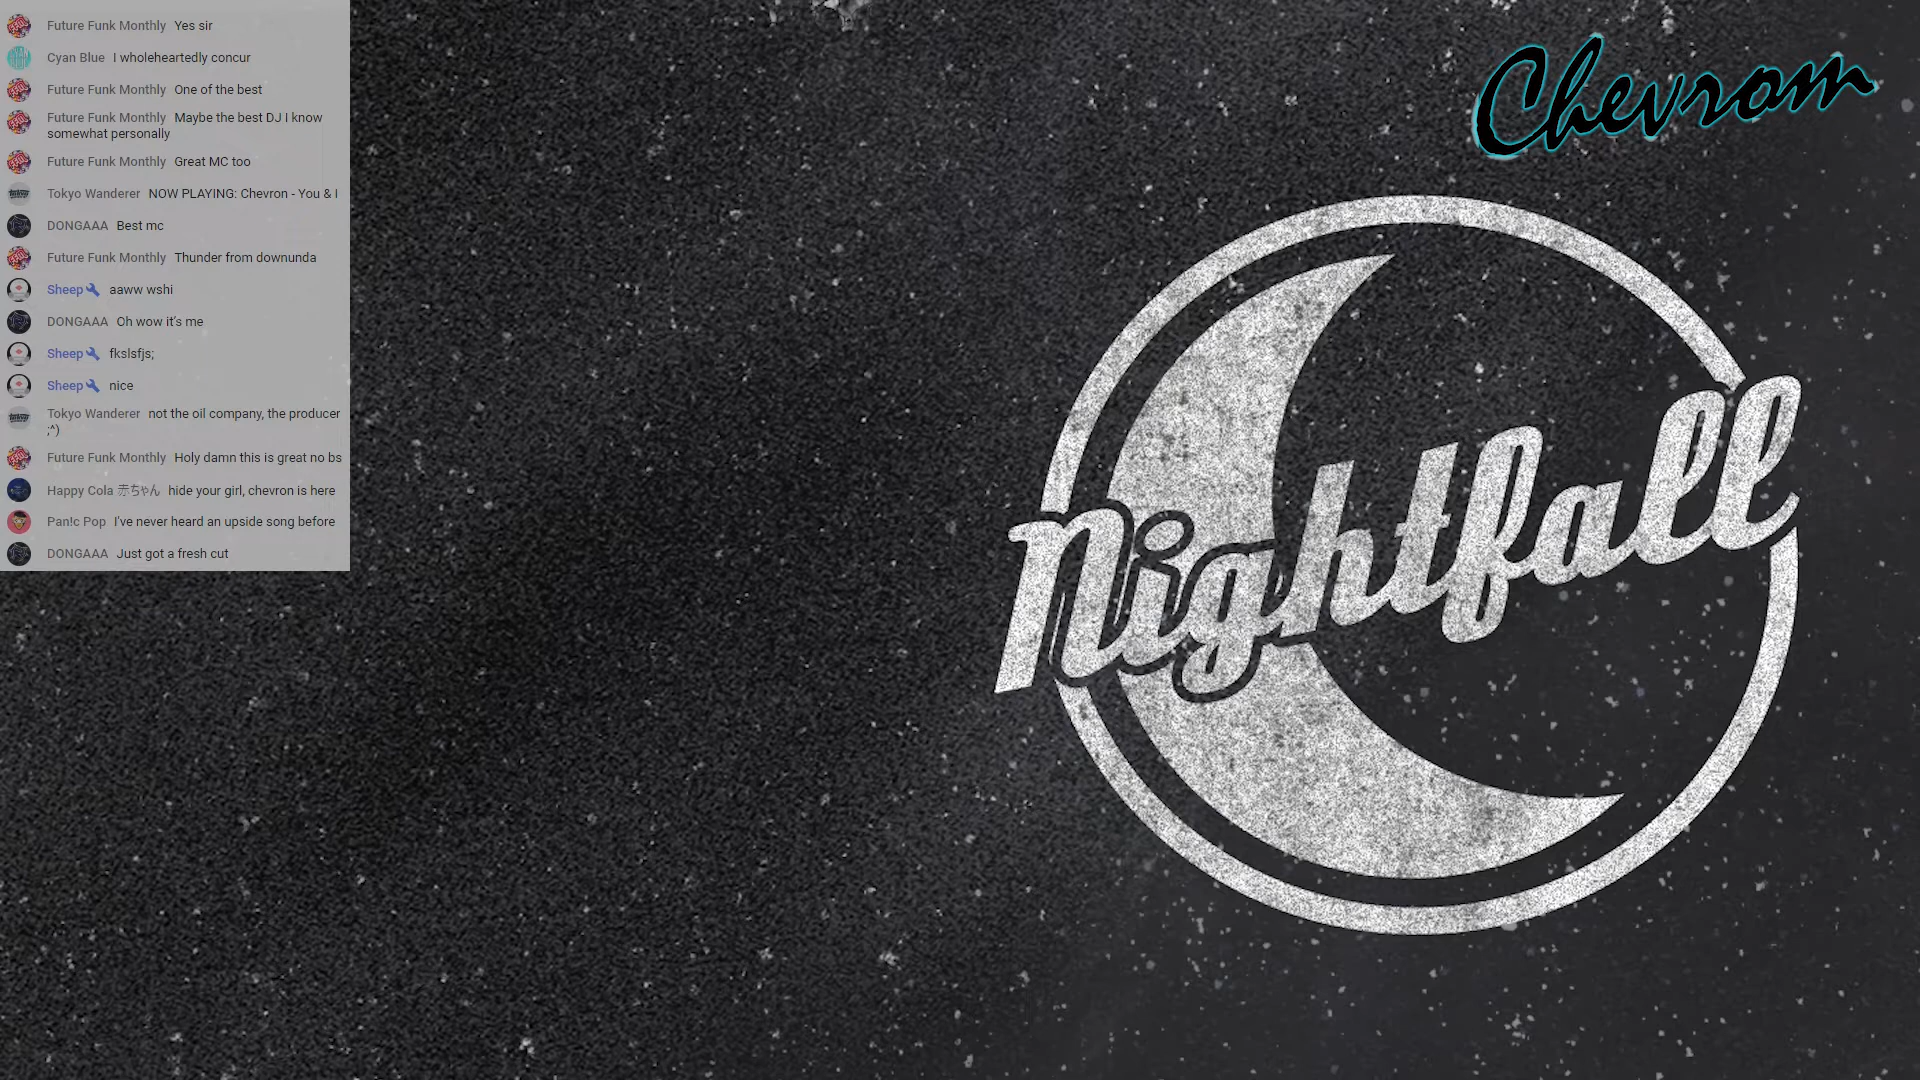 Future Funk Monthly Yes sir
Cyan Blue I wholeheartedly concur
Future Funk Monthly One of the best
Future Funk Monthly Maybe the best DJ I know
somewhat personally
Future Funk Monthly Great MC too
Tokyo Wanderer NOW PLAYING: Chevron - You & I
DONGAAA Best mc
Future Funk Monthly Thunder from downunda
Sheep aaww wshi
DONGAAA Oh wow it's me
Sheep fkslsfjs;
Sheep nice
Tokyo Wanderer not the oil company, the producer
;^)
Future Funk Monthly Holy damn this is great no bs
Happy Cola 赤ちゃん hide your girl, chevron is here
Pan!c Pop I've never heard an upside song before
DONGAAA Just got a fresh cut
Chevrom
Nightfall